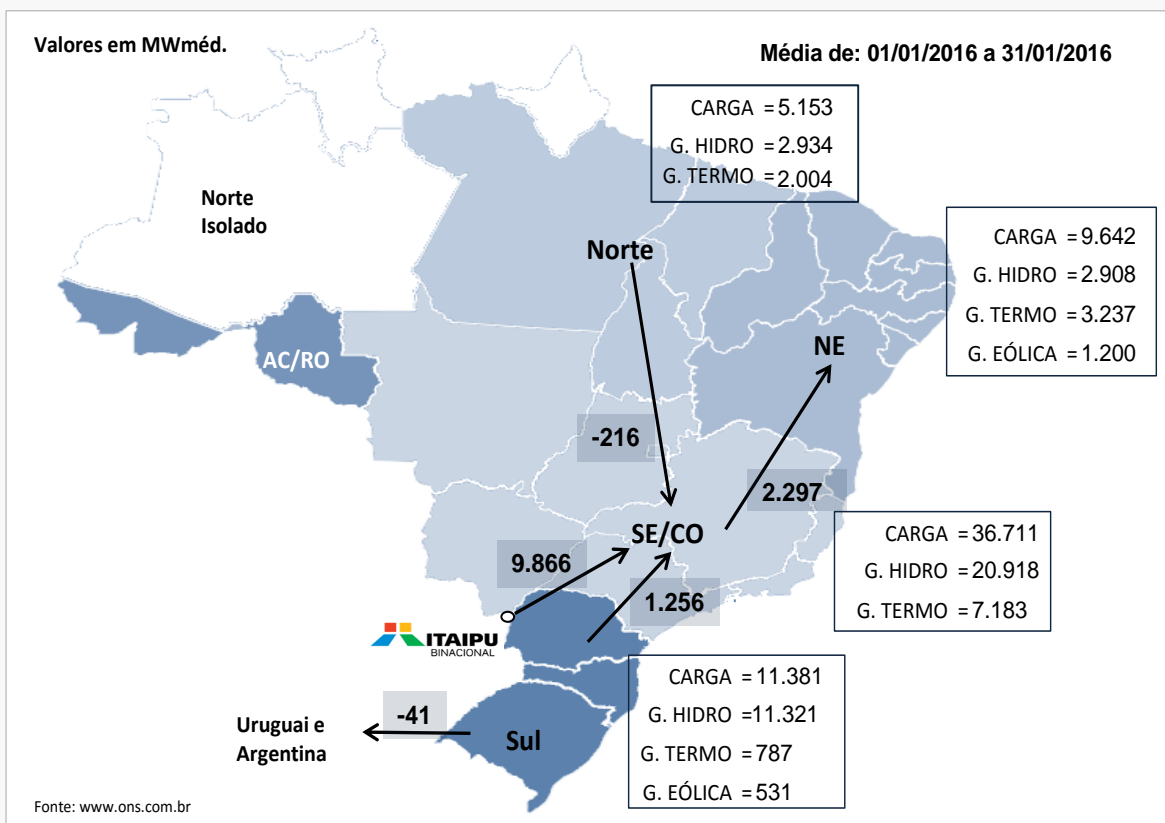 Valores em MWméd.
Média de: 01/01/2016 a 31/01/2016
CARGA = 5.153
G. HIDRO = 2.934
G. TERMO = 2.004
Norte
Isolado
Norte
CARGA = 9.642
G. HIDRO = 2.908
G. TERMO = 3.237
G. EÓLICA = 1.200
AC/RO
NE
-216
2.297
SE/CO
9.866
1.256
CARGA = 36.711
G. HIDRO = 20.918
G. TERMO = 7.183
ITAIPU
BINACIONAL
CARGA = 11.381
G. HIDRO =11.321
G. TERMO = 787
G. EÓLICA = 531
-41
Uruguai e
Argentina
Sul
Fonte: www.ons.com.br